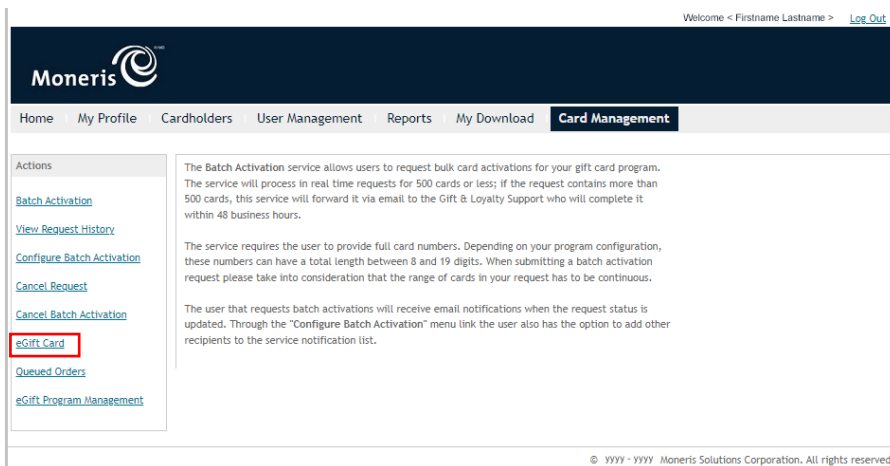 Welcome < Firstname Lastname > Log Out
Moneris
Home My Profile Cardholders User Management Reports My Download Card Management
Actions
Batch Activation
View Request History
Configure Batch Activation
Cancel Request
Cancel Batch Activation
eGift Card
Queued Orders
eGift Program Management
The Batch Activation service allows users to request bulk card activations for your gift card program.
The service will process in real time requests for 500 cards or less; if the request contains more than
500 cards, this service will forward it via email to the Gift & Loyalty Support who will complete it
within 48 business hours.
The service requires the user to provide full card numbers. Depending on your program configuration,
these numbers can have a total length between 8 and 19 digits. When submitting a batch activation
request please take into consideration that the range of cards in your request has to be continuous.
The user that requests batch activations will receive email notifications when the request status is
updated. Through the "Configure Batch Activation" menu link the user also has the option to add other
recipients to the service notification list.
© yyyy - yyyy Moneris Solutions Corporation. All rights reserved